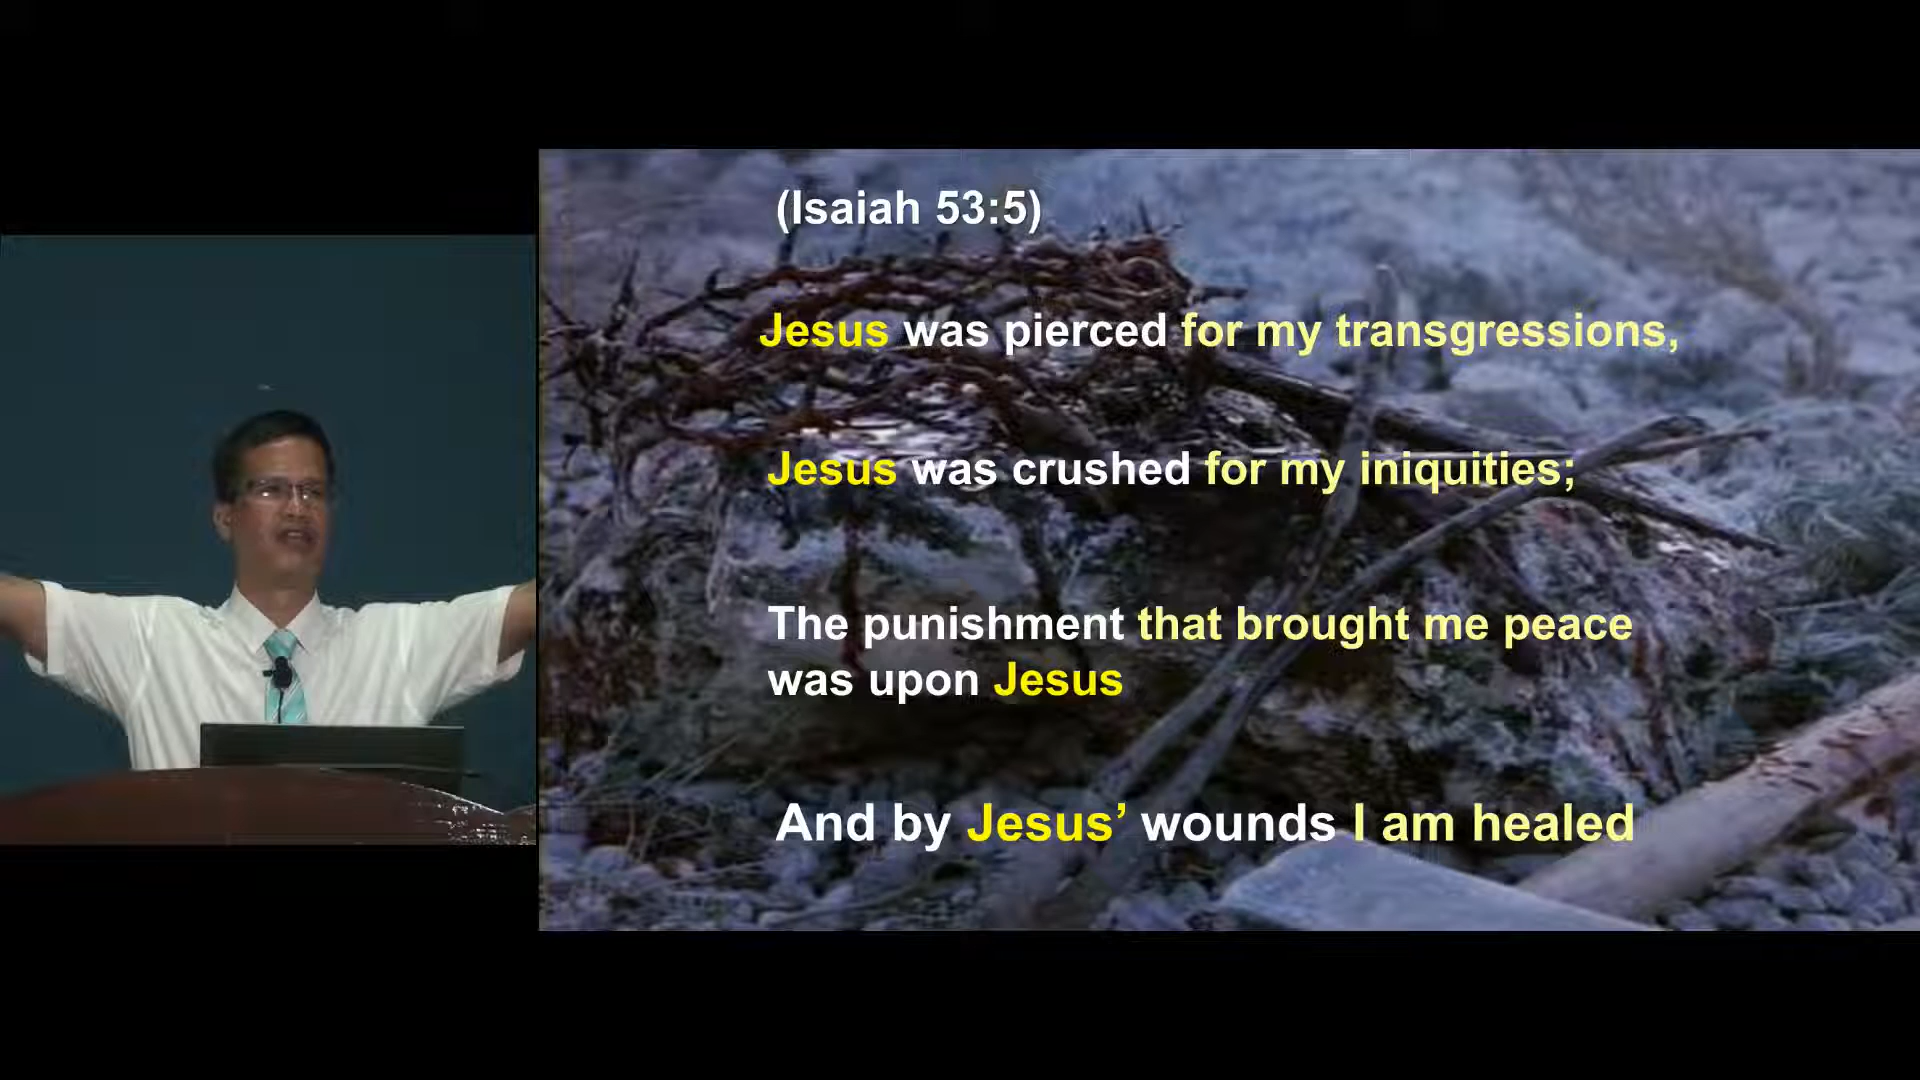 (Isaiah 53:5)
Jesus was pierced for my transgressions,
Jesus was crushed for my iniquities;
The punishment that brought me peace
was upon Jesus
And by Jesus’ wounds I am healed